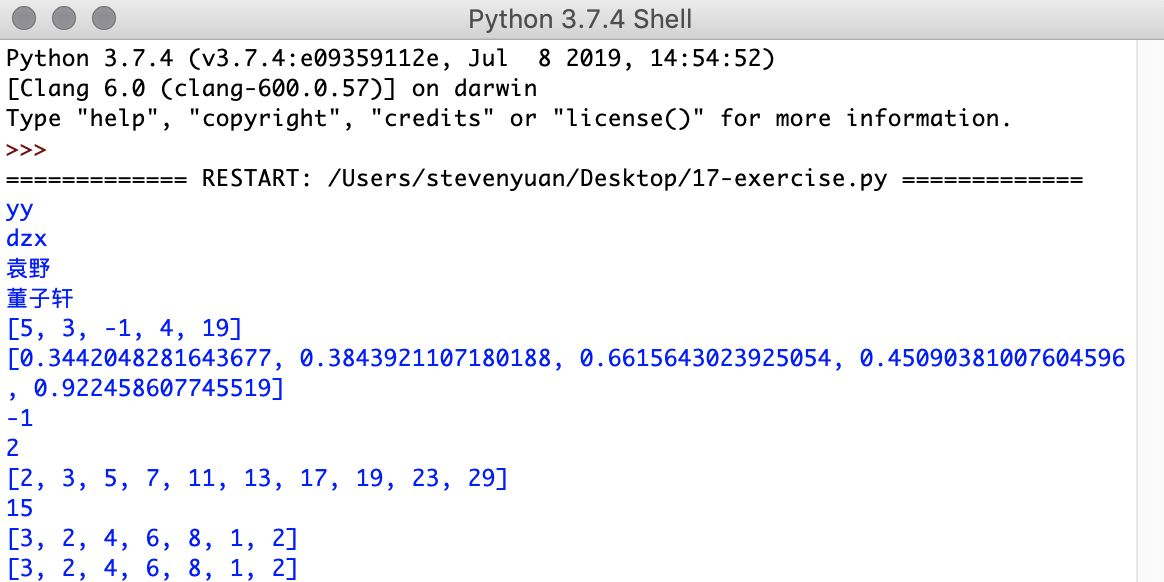 Python 3.7.4 Shell
Python 3.7.4 (v3.7.4:e09359112e, Jul  8 2019, 14:54:52)
[Clang 6.0 (clang-600.0.57)] on darwin
Type "help", "copyright", "credits" or "license()" for more information.
>>>
============= RESTART: /Users/stevenyuan/Desktop/17-exercise.py =============
yy
dzx
袁野
董子轩
[5, 3, -1, 4, 19]
[0.3442048281643677, 0.3843921107180188, 0.6615643023925054, 0.45090381007604596
, 0.922458607745519]
-1
2
[2, 3, 5, 7, 11, 13, 17, 19, 23, 29]
15
[3, 2, 4, 6, 8, 1, 2]
[3, 2, 4, 6, 8, 1, 2]